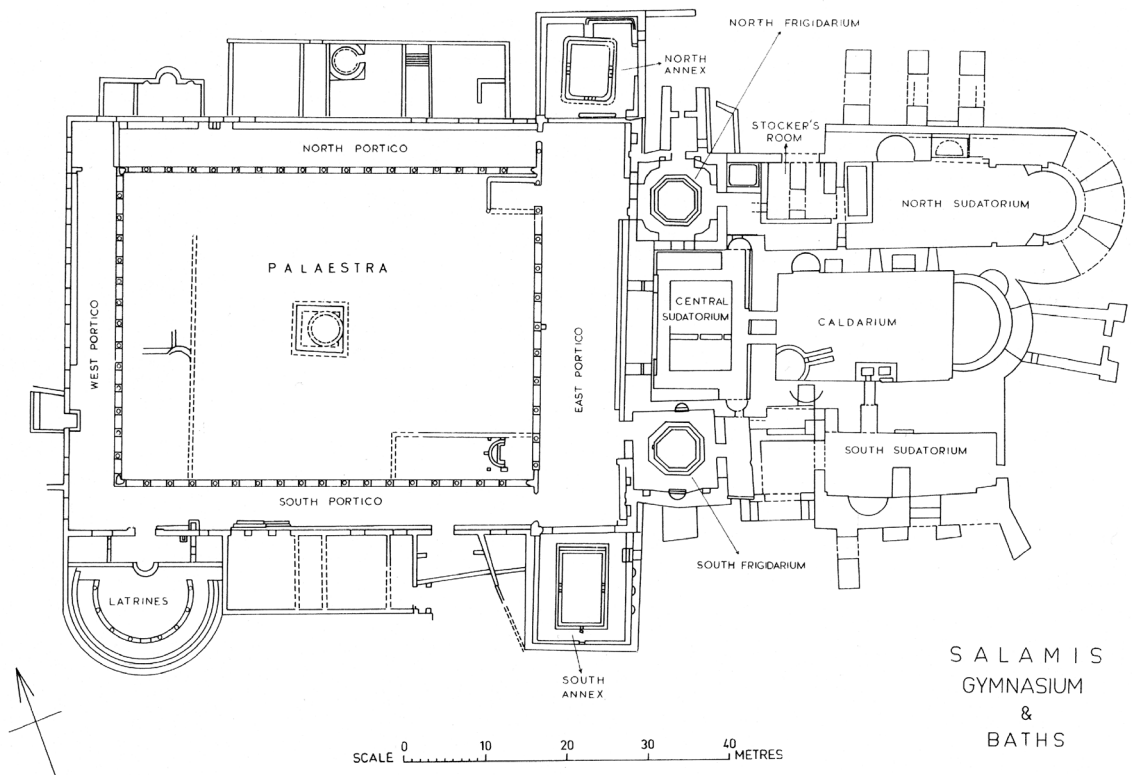 NORTH FRIGIDARIUM
NORTH
ANNEX
STOCKER'S
ROOM
NORTH PORTICO
NORTH SUDATORIUM
PALAESTRA
CENTRAL
SUDATORIUM
CALDARIUM
WEST PORTICO
EAST PORTICO
SOUTH SUDATORIUM
SOUTH PORTICO
SOUTH FRIGIDARIUM
LATRINES
SOUTH
ANNEX
SALAMIS
GYMNASIUM
&
BATHS
SCALE 0 10 20 30 40 METRES